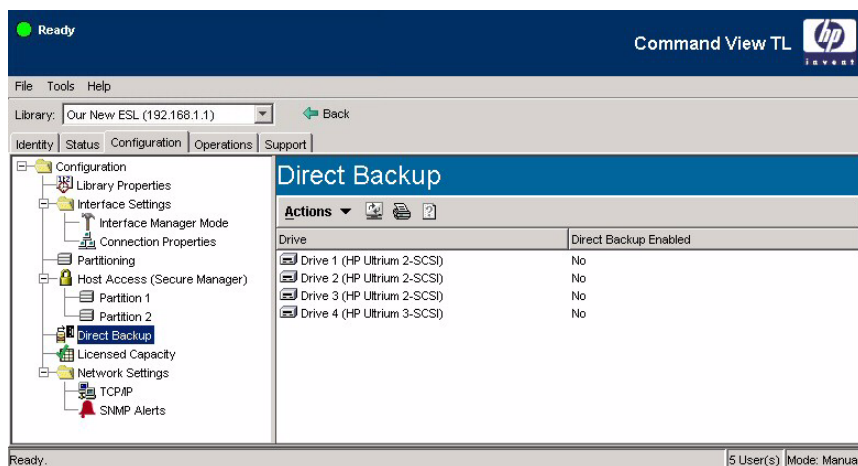 Ready
Command View TL
hp
invent
File Tools Help
Library: Our New ESL (192.168.1.1) Back
Identity Status Configuration Operations Support
Configuration
Library Properties
Interface Settings
Interface Manager Mode
Connection Properties
Partitioning
Host Access (Secure Manager)
Partition 1
Partition 2
Direct Backup
Licensed Capacity
Network Settings
TCP/IP
SNMP Alerts
Direct Backup
Actions
Drive Direct Backup Enabled
Drive 1 (HP Ultrium 2-SCSI) No
Drive 2 (HP Ultrium 2-SCSI) No
Drive 3 (HP Ultrium 2-SCSI) No
Drive 4 (HP Ultrium 3-SCSI) No
Ready. 5 User(s) Mode: Manua